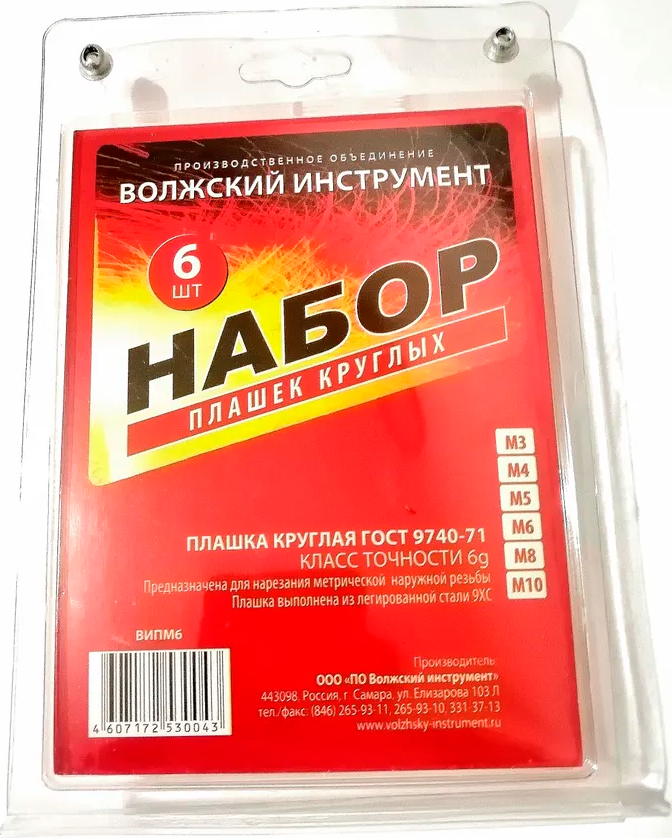 ПРОИЗВОДСТВЕННОЕ ОБЪЕДИНЕНИЕ
ВОЛЖСКИЙ ИНСТРУМЕНТ
6
ШТ
НАБОР
ПЛАШЕК КРУГЛЫХ
М3
М4
М5
М6
М8
М10
ПЛАШКА КРУГЛАЯ ГОСТ 9740-71
КЛАСС ТОЧНОСТИ 6g
Предназначена для нарезания метрической наружной резьбы
Плашка выполнена из легированной стали 9ХС
ВИПМ6
4 607172 530043
Производитель:
ООО «ПО Волжский инструмент»
443098, Россия, г. Самара, ул. Елизарова 103 Л
тел./факс: (846) 265-93-11, 265-93-10, 331-37-13
www.volzhsky-instrument.ru